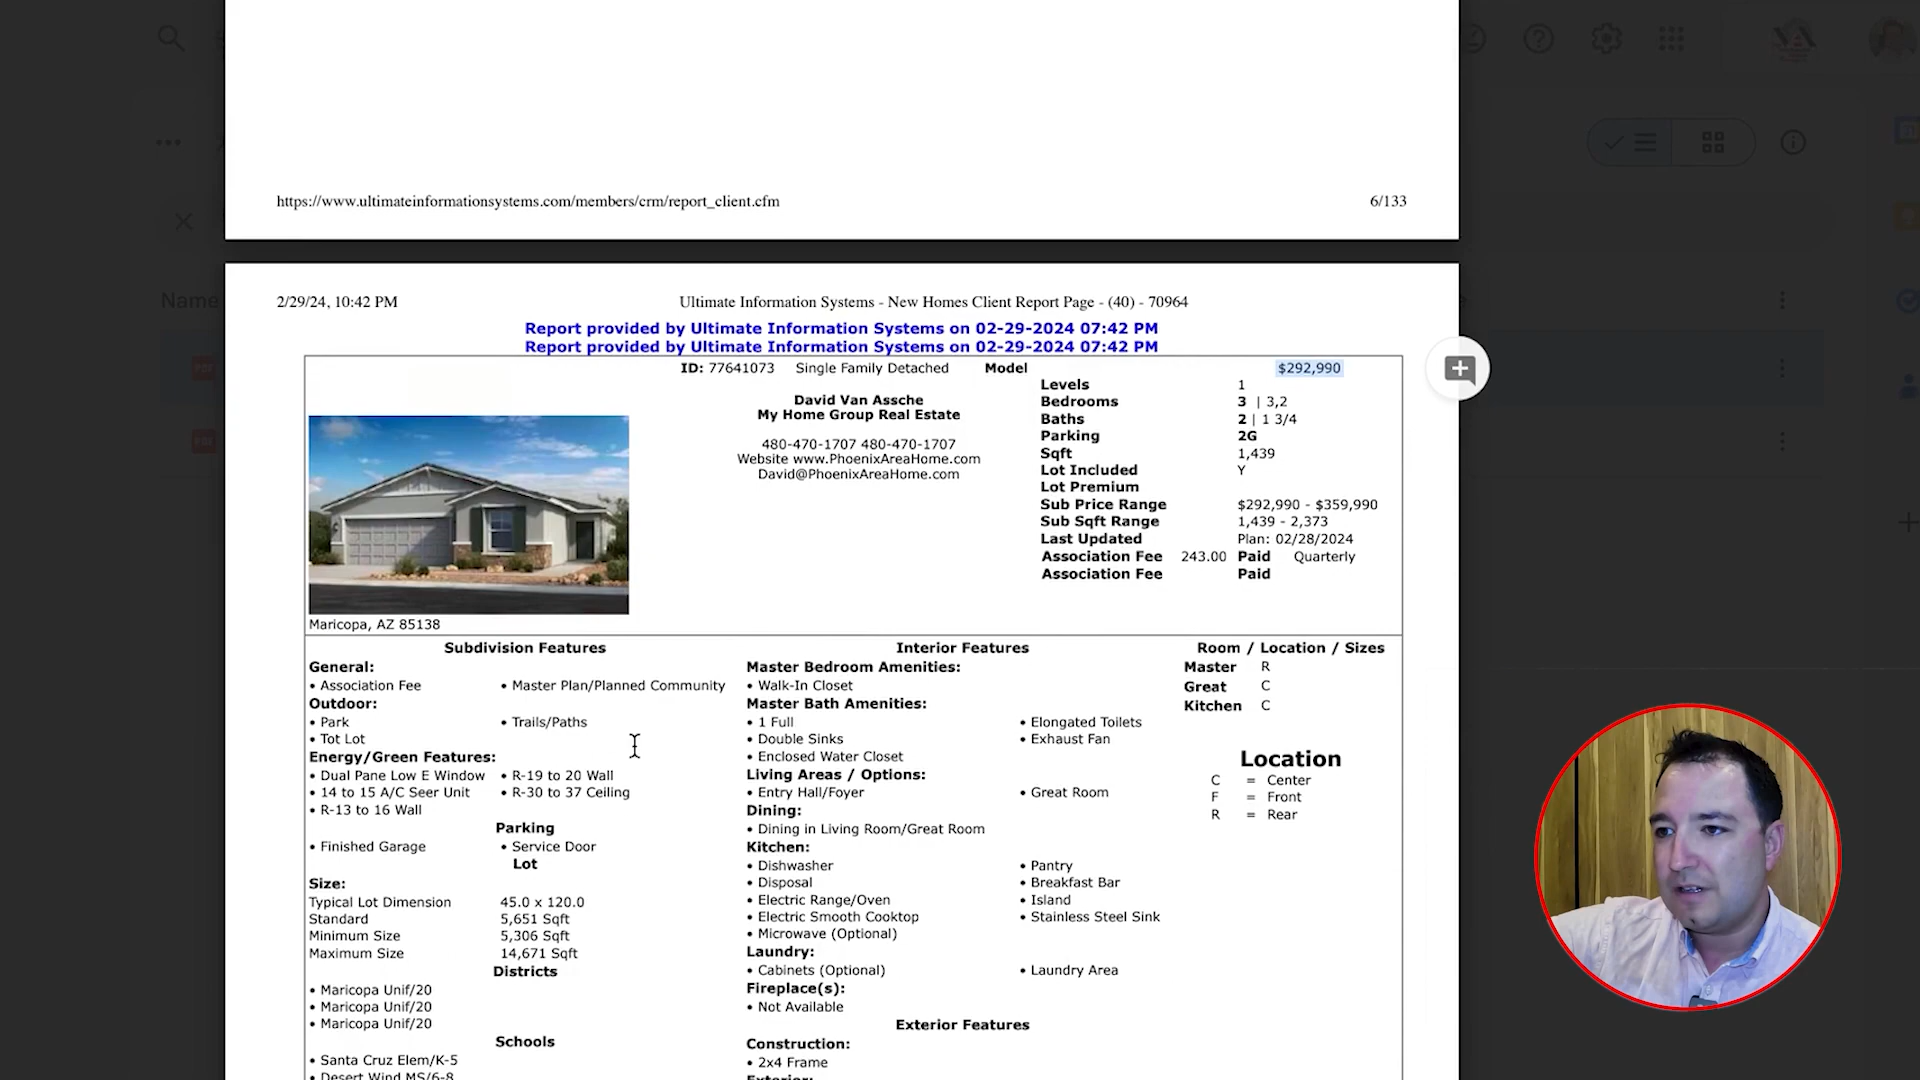 https://www.ultimateinformationsystems.com/members/crm/report_client.cfm 6/133
Name
2/29/24, 10:42 PM Ultimate Information Systems - New Homes Client Report Page - (40) - 70964
Report provided by Ultimate Information Systems on 02-29-2024 07:42 PM
Report provided by Ultimate Information Systems on 02-29-2024 07:42 PM
ID: 77641073 Single Family Detached Model $292,990
David Van Assche
My Home Group Real Estate
480-470-1707 480-470-1707
Website www.PhoenixAreaHome.com
David@PhoenixAreaHome.com
Levels 1
Bedrooms 3 | 3,2
Baths 2 | 1 3/4
Parking 2G
Sqft 1,439
Lot Included Y
Lot Premium
Sub Price Range $292,990 - $359,990
Sub Sqft Range 1,439 - 2,373
Last Updated Plan: 02/28/2024
Association Fee 243.00 Paid Quarterly
Association Fee Paid
Maricopa, AZ 85138
Subdivision Features
General:
• Association Fee • Master Plan/Planned Community
Outdoor:
• Park • Trails/Paths
• Tot Lot
Energy/Green Features:
• Dual Pane Low E Window • R-19 to 20 Wall
• 14 to 15 A/C Seer Unit • R-30 to 37 Ceiling
• R-13 to 16 Wall
Parking
• Finished Garage • Service Door
Lot
Size:
Typical Lot Dimension 45.0 x 120.0
Standard 5,651 Sqft
Minimum Size 5,306 Sqft
Maximum Size 14,671 Sqft
Districts
• Maricopa Unif/20
• Maricopa Unif/20
• Maricopa Unif/20
Schools
• Santa Cruz Elem/K-5
• Desert Wind MS/6-8
Interior Features
Master Bedroom Amenities:
• Walk-In Closet
Master Bath Amenities:
• 1 Full • Elongated Toilets
• Double Sinks • Exhaust Fan
• Enclosed Water Closet
Living Areas / Options:
• Entry Hall/Foyer • Great Room
Dining:
• Dining in Living Room/Great Room
Kitchen:
• Dishwasher • Pantry
• Disposal • Breakfast Bar
• Electric Range/Oven • Island
• Electric Smooth Cooktop • Stainless Steel Sink
• Microwave (Optional)
Laundry:
• Cabinets (Optional) • Laundry Area
Fireplace(s):
• Not Available
Exterior Features
Construction:
• 2x4 Frame
Exterior:
Room / Location / Sizes
Master R
Great C
Kitchen C
Location
C = Center
F = Front
R = Rear